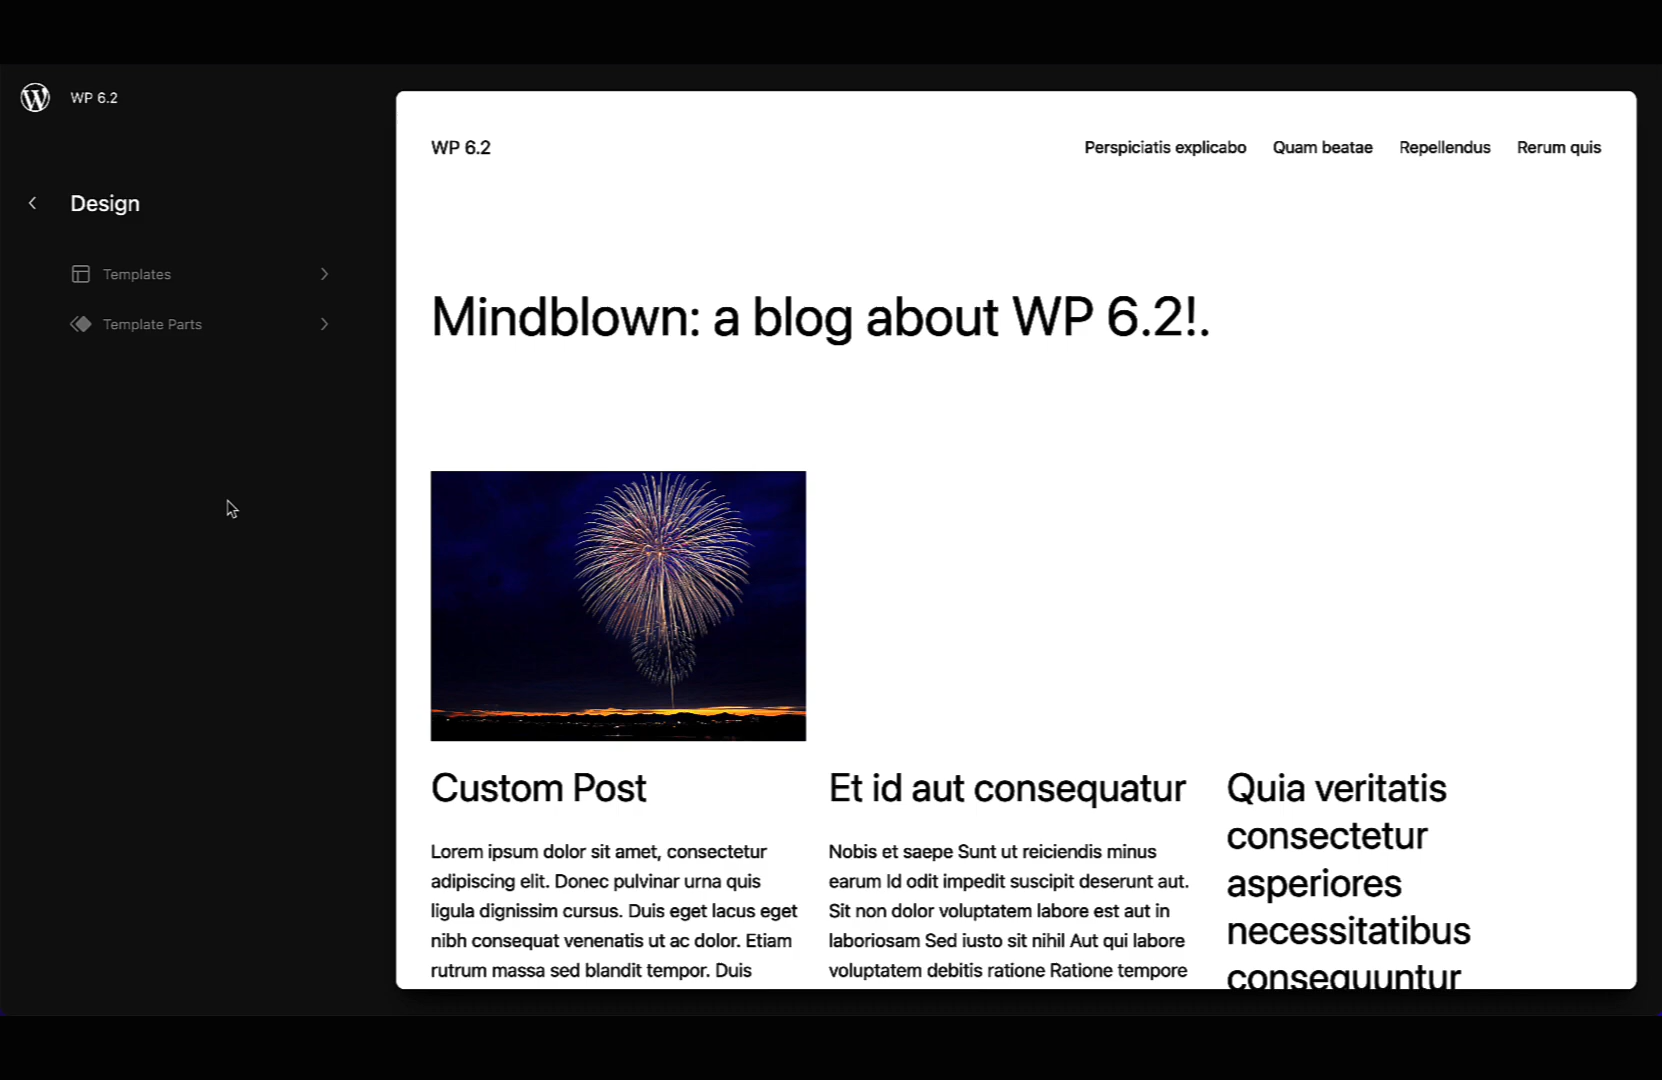 WP 6.2
Design
Templates
Template Parts
WP 6.2
Perspiciatis explicabo Quam beatae Repellendus Rerum quis
Mindblown: a blog about WP 6.2!.
Custom Post
Lorem ipsum dolor sit amet, consectetur
adipiscing elit. Donec pulvinar urna quis
ligula dignissim cursus. Duis eget lacus eget
nibh consequat venenatis ut ac dolor. Etiam
rutrum massa sed blandit tempor. Duis
Et id aut consequatur
Nobis et saepe Sunt ut reiciendis minus
earum Id odit impedit suscipit deserunt aut.
Sit non dolor voluptatem labore est aut in
laboriosam Sed iusto sit nihil Aut qui labore
voluptatem debitis ratione Ratione tempore
Quia veritatis
consectetur
asperiores
necessitatibus
consequuntur